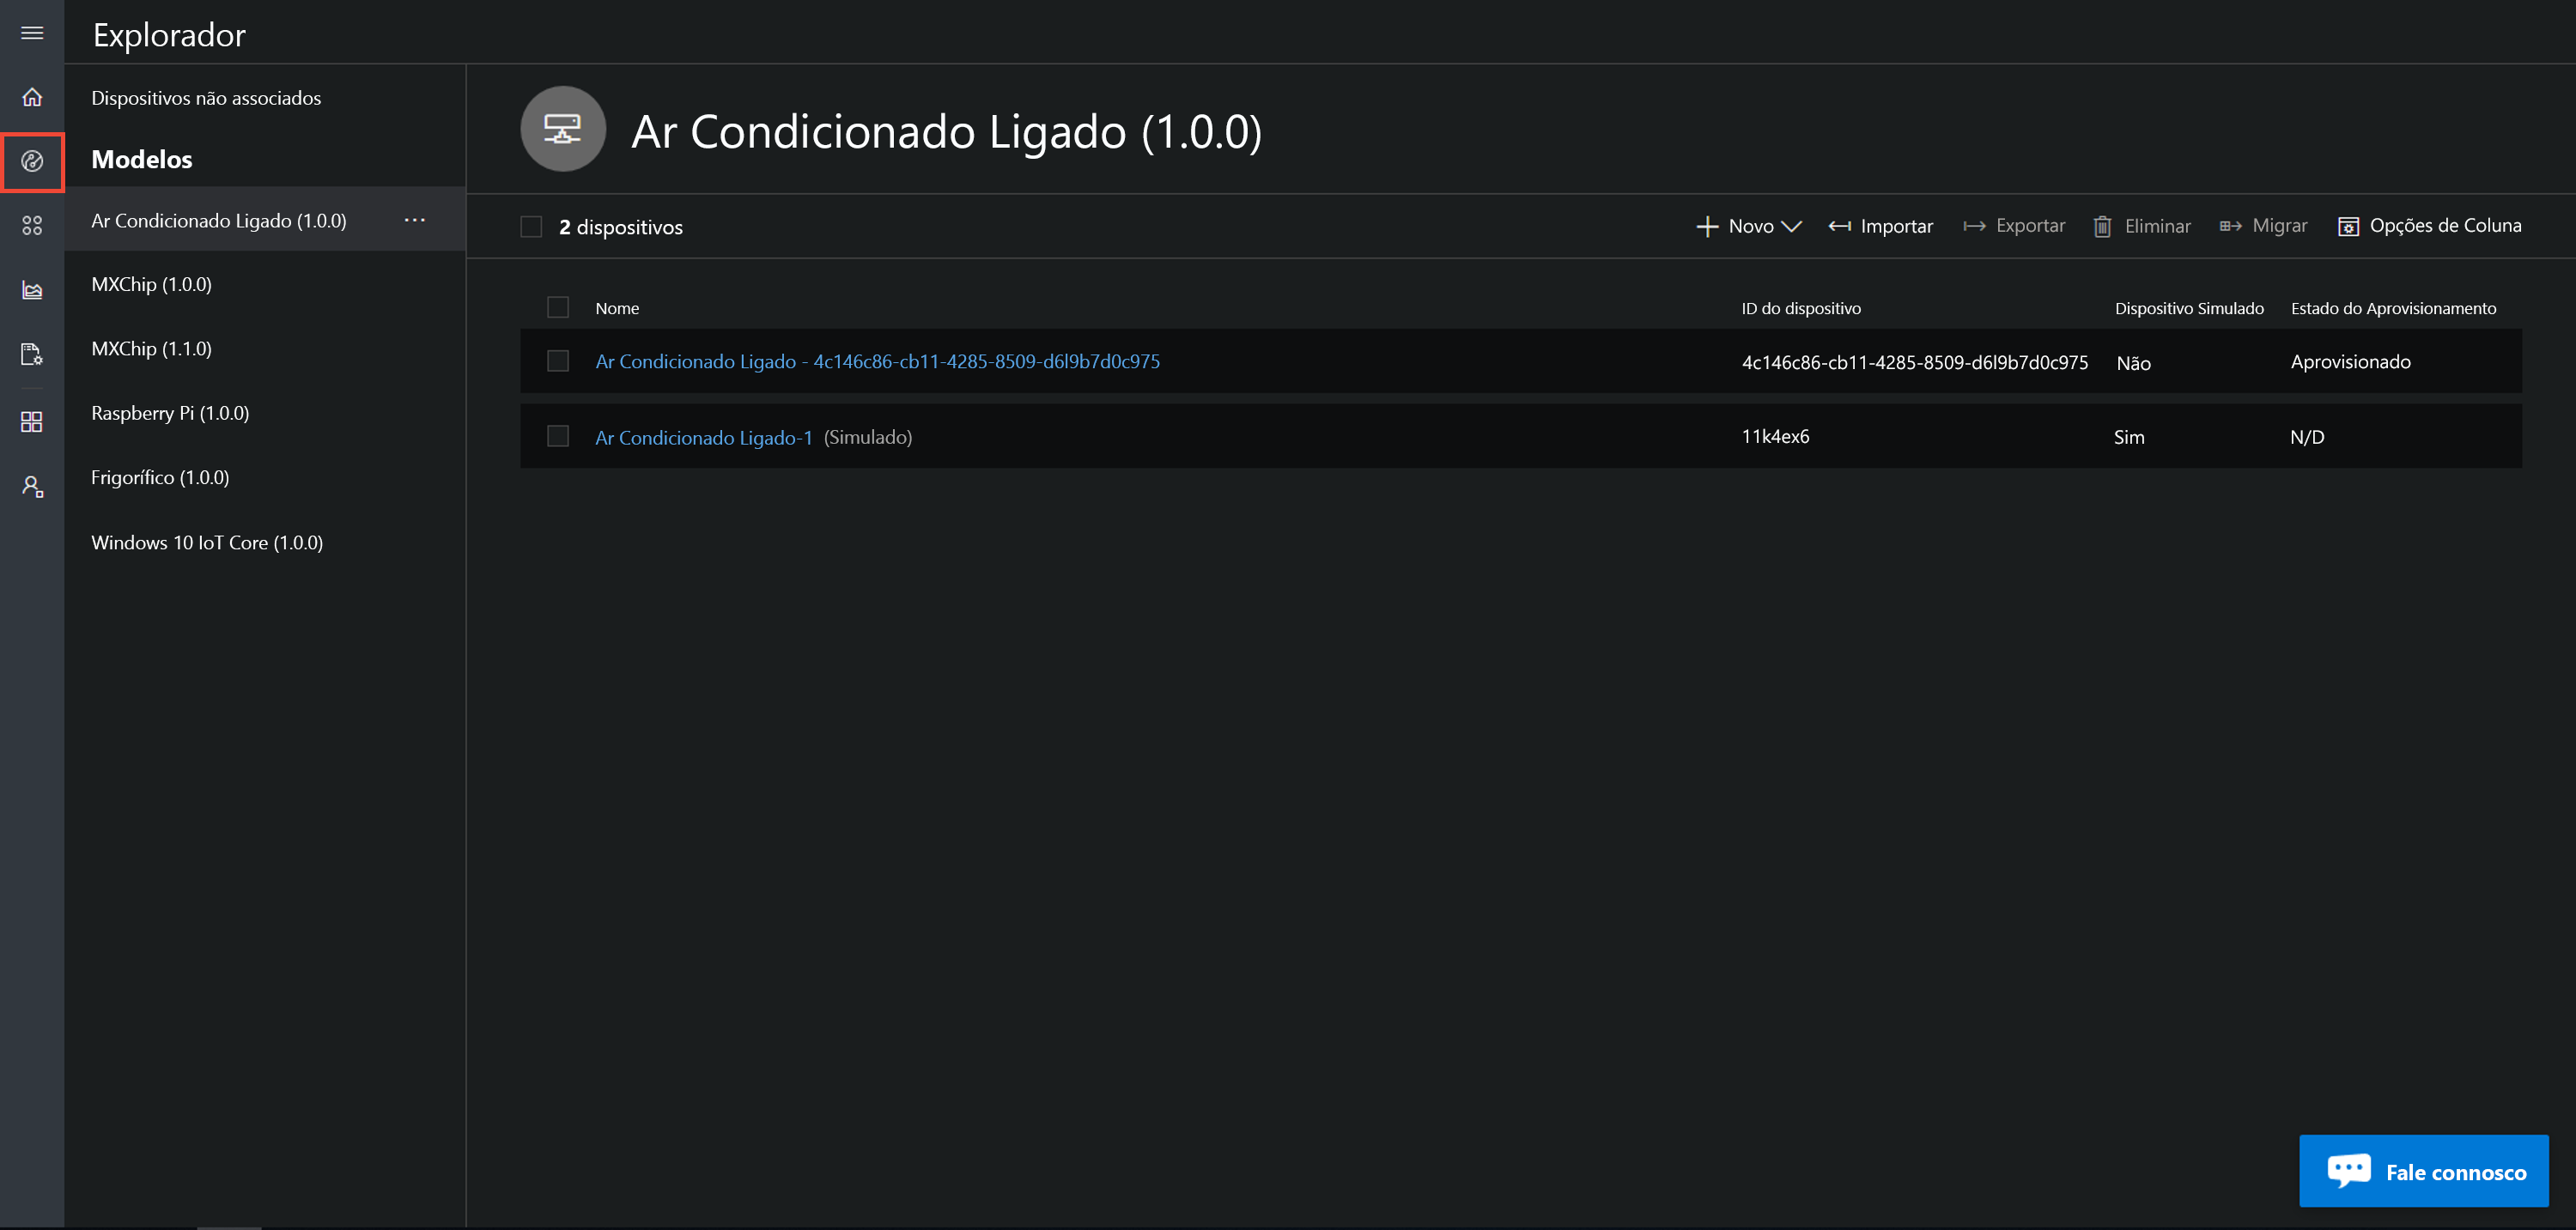 Explorador
Dispositivos não associados
Modelos
Ar Condicionado Ligado (1.0.0)
MXChip (1.0.0)
MXChip (1.1.0)
Raspberry Pi (1.0.0)
Frigorífico (1.0.0)
Windows 10 IoT Core (1.0.0)
Ar Condicionado Ligado (1.0.0)
2 dispositivos Novo Importar Exportar Eliminar Migrar Opções de Coluna
Nome ID do dispositivo Dispositivo Simulado Estado do Aprovisionamento
Ar Condicionado Ligado - 4c146c86-cb11-4285-8509-d6l9b7d0c975 4c146c86-cb11-4285-8509-d6l9b7d0c975 Não Aprovisionado
Ar Condicionado Ligado-1 (Simulado) 11k4ex6 Sim N/D
Fale connosco